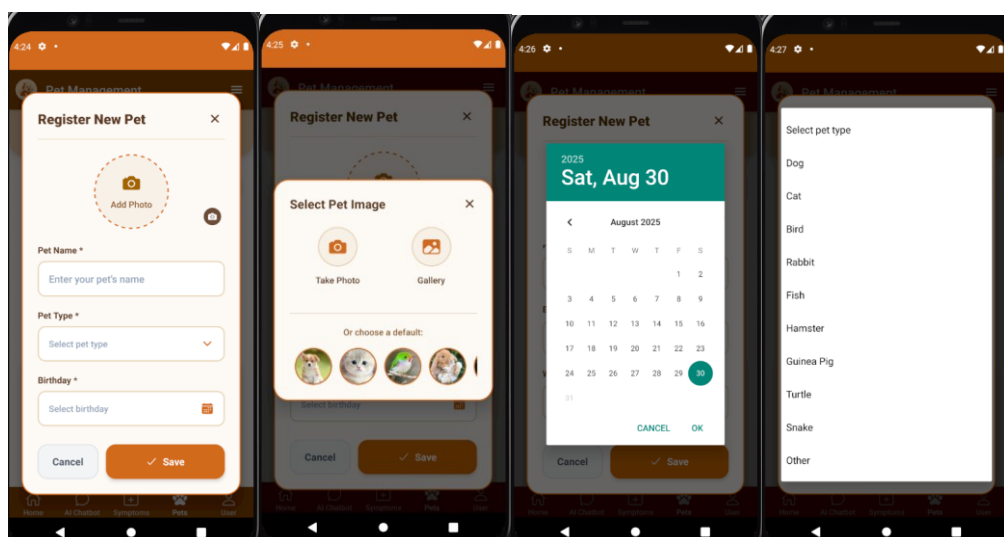 4:24
Pet Management
Register New Pet
Add Photo
Pet Name *
Enter your pet's name
Pet Type *
Select pet type
Birthday *
Select birthday
Cancel
Save
Home AI Chatbot Symptoms Pets User
4:25
Pet Management
Register New Pet
Select Pet Image
Take Photo Gallery
Or choose a default:
Select birthday
Cancel
Save
Home AI Chatbot Symptoms Pets User
4:26
Pet Management
Register New Pet
2025
Sat, Aug 30
August 2025
S M T W T F S
1 2
3 4 5 6 7 8 9
10 11 12 13 14 15 16
17 18 19 20 21 22 23
24 25 26 27 28 29 30
31
CANCEL OK
Cancel
Save
Home AI Chatbot Symptoms Pets User
4:27
Pet Management
Select pet type
Dog
Cat
Bird
Rabbit
Fish
Hamster
Guinea Pig
Turtle
Snake
Other
Home AI Chatbot Symptoms Pets User